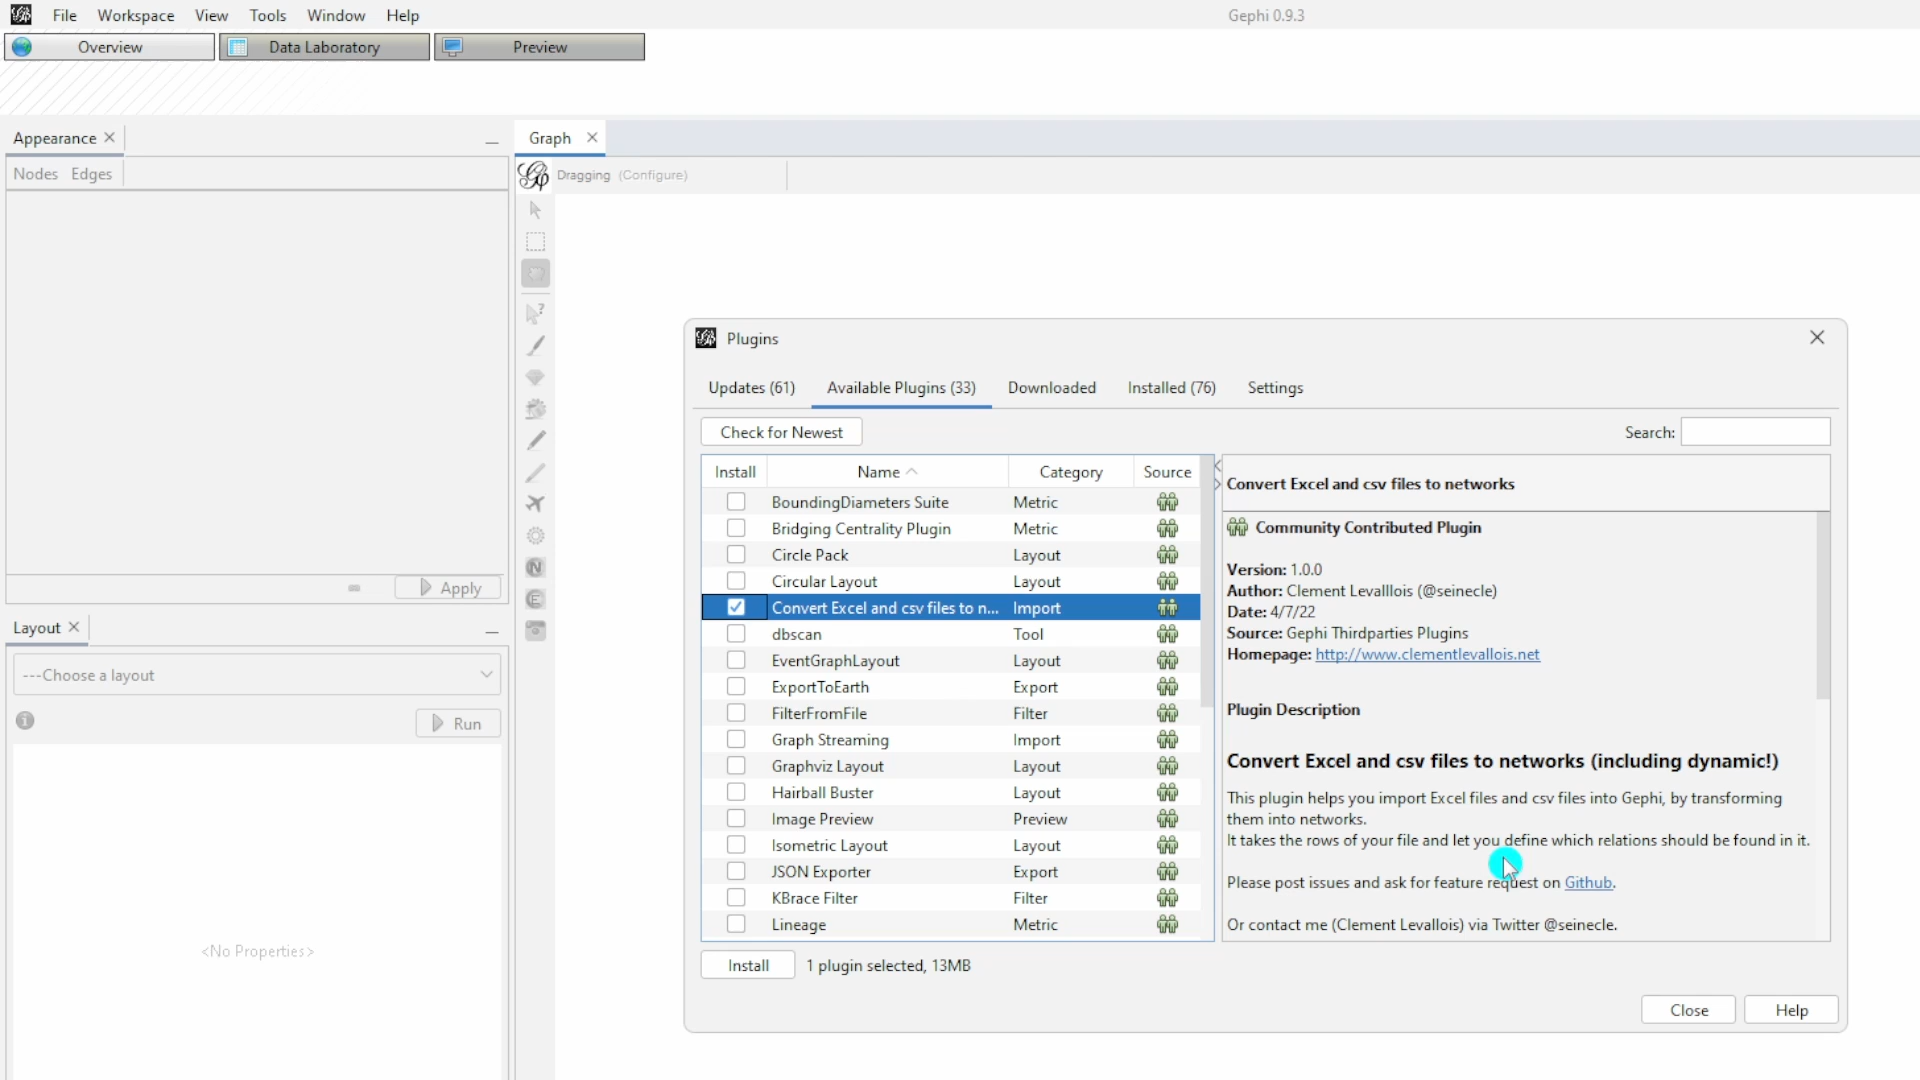 File Workspace View Tools Window Help Gephi 0.9.3
Overview Data Laboratory Preview
Appearance Graph
Nodes Edges
Dragging (Configure)
Apply
Layout
---Choose a layout
Run
<No Properties>
Plugins
Updates (61) Available Plugins (33) Downloaded Installed (76) Settings
Check for Newest Search:
Install Name Category Source
BoundingDiameters Suite Metric
Bridging Centrality Plugin Metric
Circle Pack Layout
Circular Layout Layout
Convert Excel and csv files to n... Import
dbscan Tool
EventGraphLayout Layout
ExportToEarth Export
FilterFromFile Filter
Graph Streaming Import
Graphviz Layout Layout
Hairball Buster Layout
Image Preview Preview
Isometric Layout Layout
JSON Exporter Export
KBrace Filter Filter
Lineage Metric
Convert Excel and csv files to networks
Community Contributed Plugin
Version: 1.0.0
Author: Clement Levalllois (@seinecle)
Date: 4/7/22
Source: Gephi Thirdparties Plugins
Homepage: http://www.clementlevallois.net
Plugin Description
Convert Excel and csv files to networks (including dynamic!)
This plugin helps you import Excel files and csv files into Gephi, by transforming
them into networks.
It takes the rows of your file and let you define which relations should be found in it.
Please post issues and ask for feature request on Github.
Or contact me (Clement Levallois) via Twitter @seinecle.
Install 1 plugin selected, 13MB
Close Help